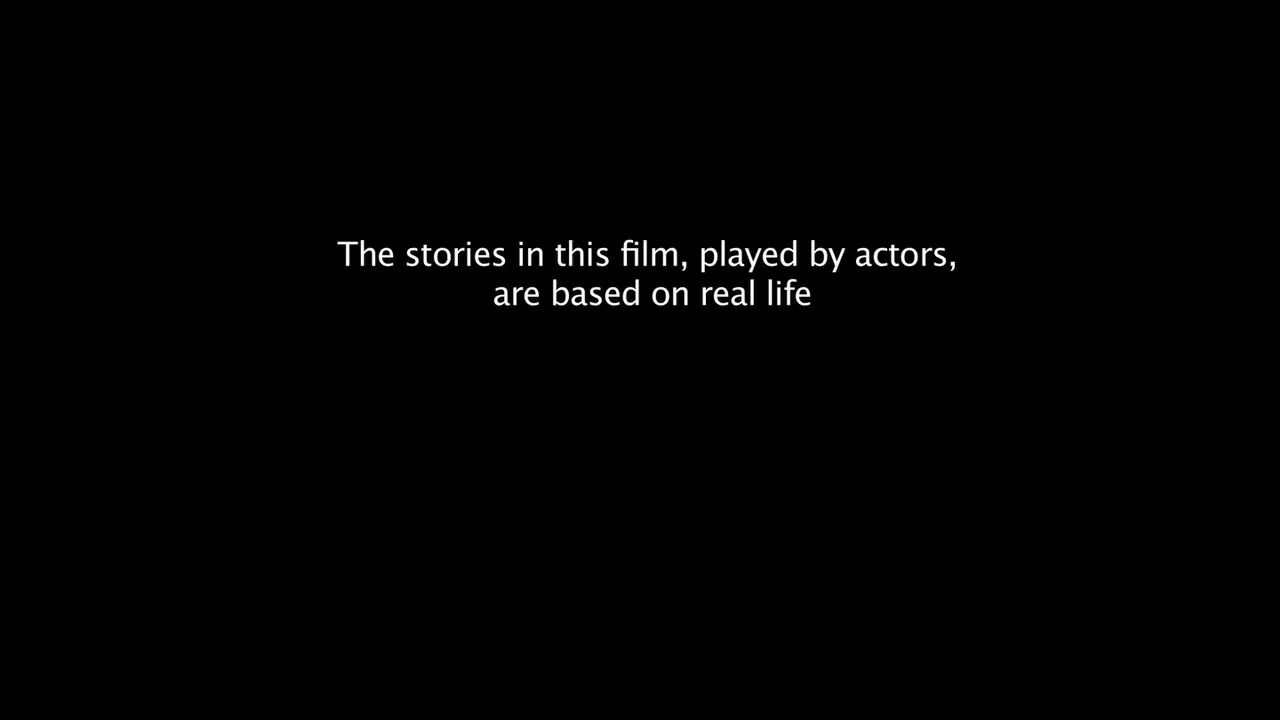 The stories in this film, played by actors,
are based on real life